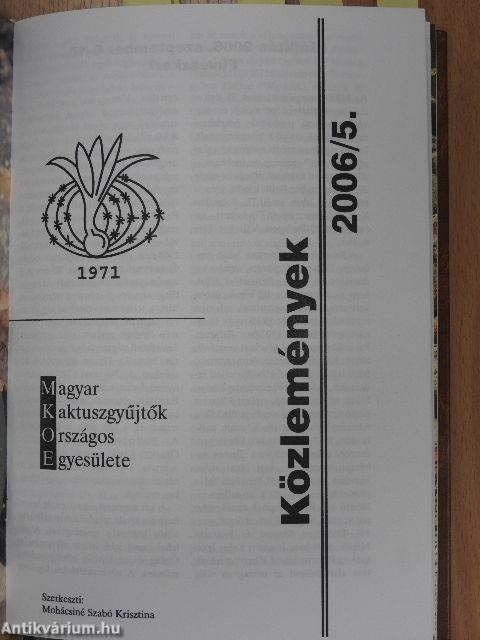 1971
Magyar
Kaktuszgyűjtők
Országos
Egyesülete
Közlemények
2006/5.
Szerkeszti:
Mohácsiné Szabó Krisztina
Antikvárium.hu